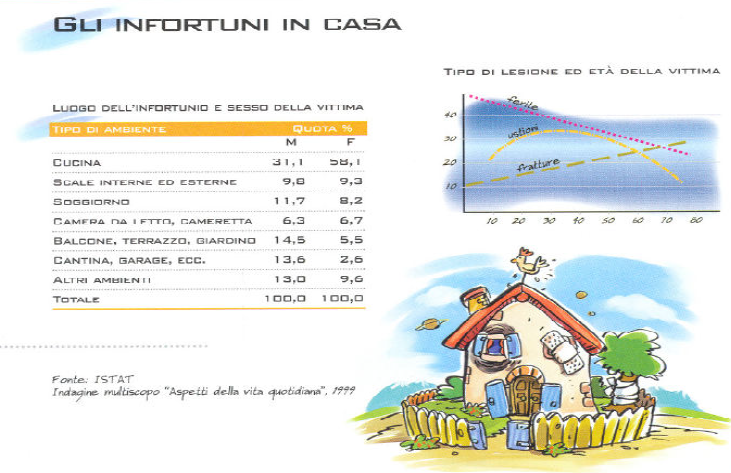 GLI INFORTUNI IN CASA
LUOGO DELL'INFORTUNIO E SESSO DELLA VITTIMA
TIPO DI AMBIENTE QUOTA %
M F
CUCINA 31,1 58,1
SCALE INTERNE ED ESTERNE 9,8 9,3
SOGGIORNO 11,7 8,2
CAMERA DA LETTO, CAMERETTA 6,3 6,7
BALCONE, TERRAZZO, GIARDINO 14,5 5,5
CANTINA, GARAGE, ECC. 13,6 2,6
ALTRI AMBIENTI 13,0 9,6
TOTALE 100,0 100,0
Fonte: ISTAT
Indagine multiscopo "Aspetti della vita quotidiana", 1999
TIPO DI LESIONE ED ETÀ DELLA VITTIMA
ferite
40
ustioni
30
fratture
20
10
10 20 30 40 50 60 70 80